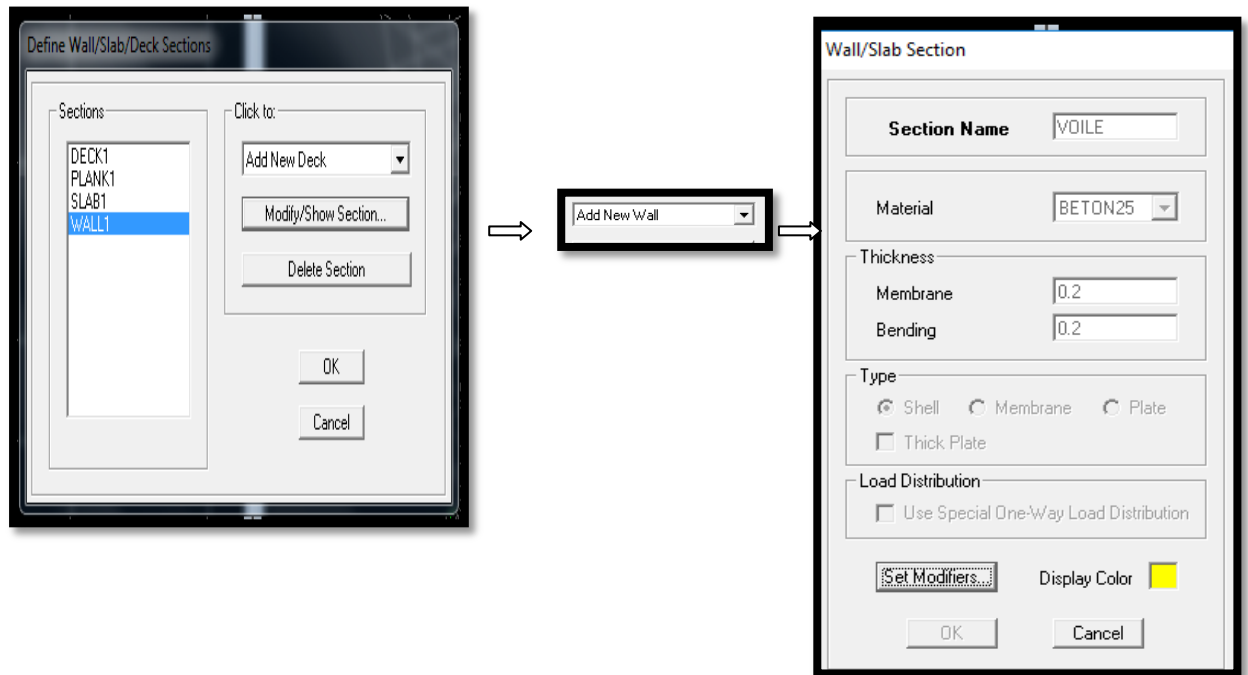 Define Wall/Slab/Deck Sections
Sections
DECK1
PLANK1
SLAB1
WALL1
Click to:
Add New Deck
Modify/Show Section...
Delete Section
OK
Cancel
Add New Wall
Wall/Slab Section
Section Name VOILE
Material BETON25
Thickness
Membrane 0.2
Bending 0.2
Type
Shell Membrane Plate
Thick Plate
Load Distribution
Use Special One-Way Load Distribution
Set Modifiers... Display Color
OK Cancel